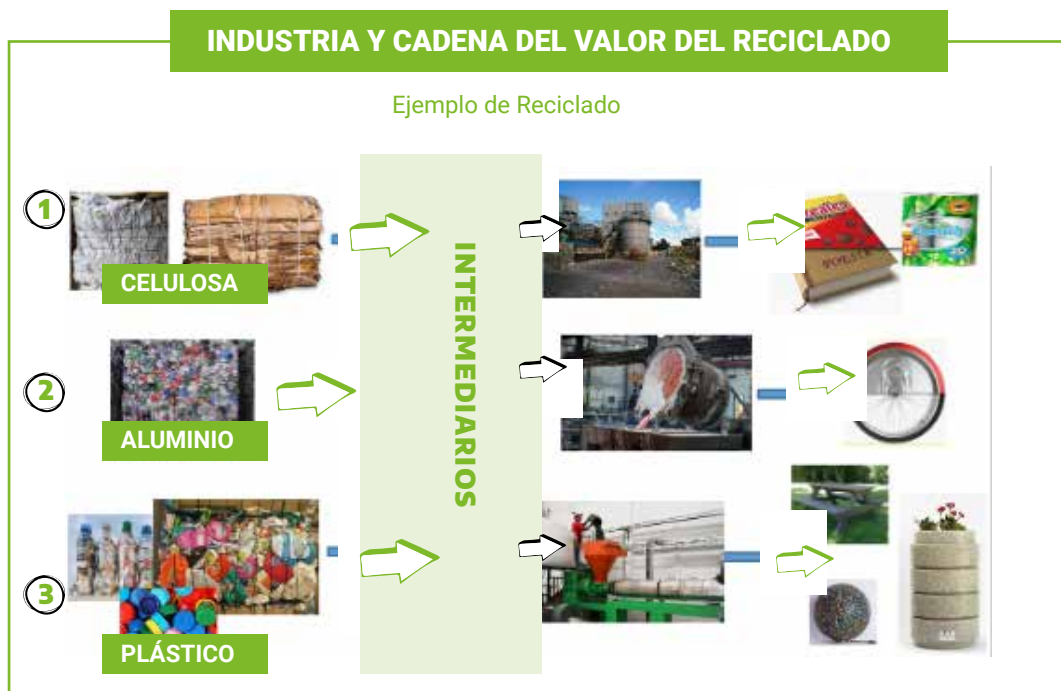 INDUSTRIA Y CADENA DEL VALOR DEL RECICLADO
Ejemplo de Reciclado
1
CELULOSA
2
ALUMINIO
3
PLÁSTICO
INTERMEDIARIOS